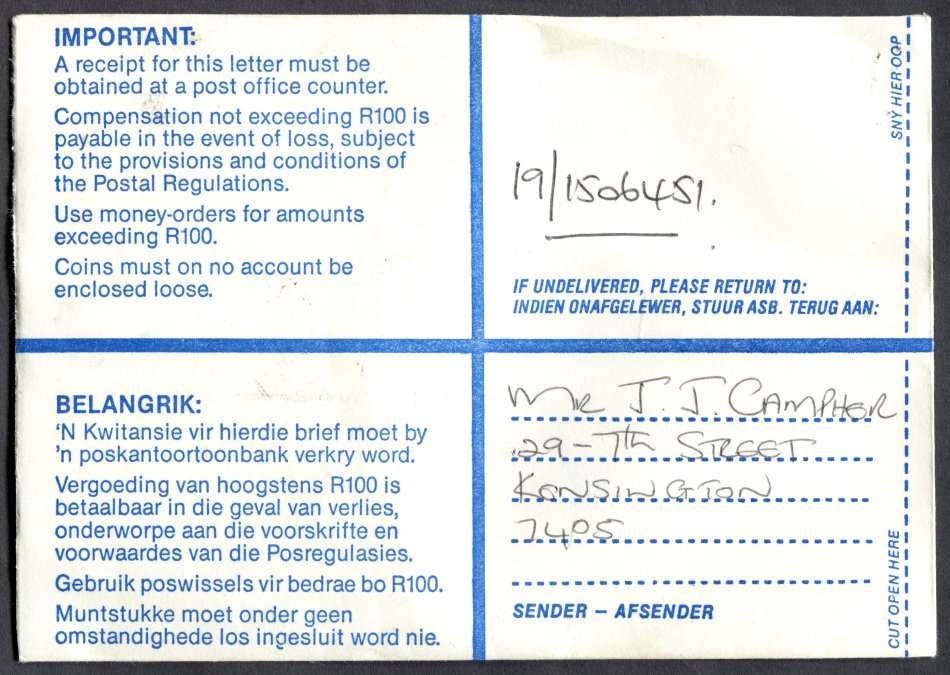 IMPORTANT:
A receipt for this letter must be
obtained at a post office counter.
Compensation not exceeding R100 is
payable in the event of loss, subject
to the provisions and conditions of
the Postal Regulations.
Use money-orders for amounts
exceeding R100.
Coins must on no account be
enclosed loose.
BELANGRIK:
'N Kwitansie vir hierdie brief moet by
'n poskantoortoonbank verkry word.
Vergoeding van hoogstens R100 is
betaalbaar in die geval van verlies,
onderworpe aan die voorskrifte en
voorwaardes van die Posregulasies.
Gebruik poswissels vir bedrae bo R100.
Muntstukke moet onder geen
omstandighede los ingesluit word nie.
19/1506451.
IF UNDELIVERED, PLEASE RETURN TO:
INDIEN ONAFGELEWER, STUUR ASB. TERUG AAN:
MR J. J. CAMPHER
29 - 7th STREET
KENSINGTON
7405
SENDER – AFSENDER
SNY HIER OOP
CUT OPEN HERE